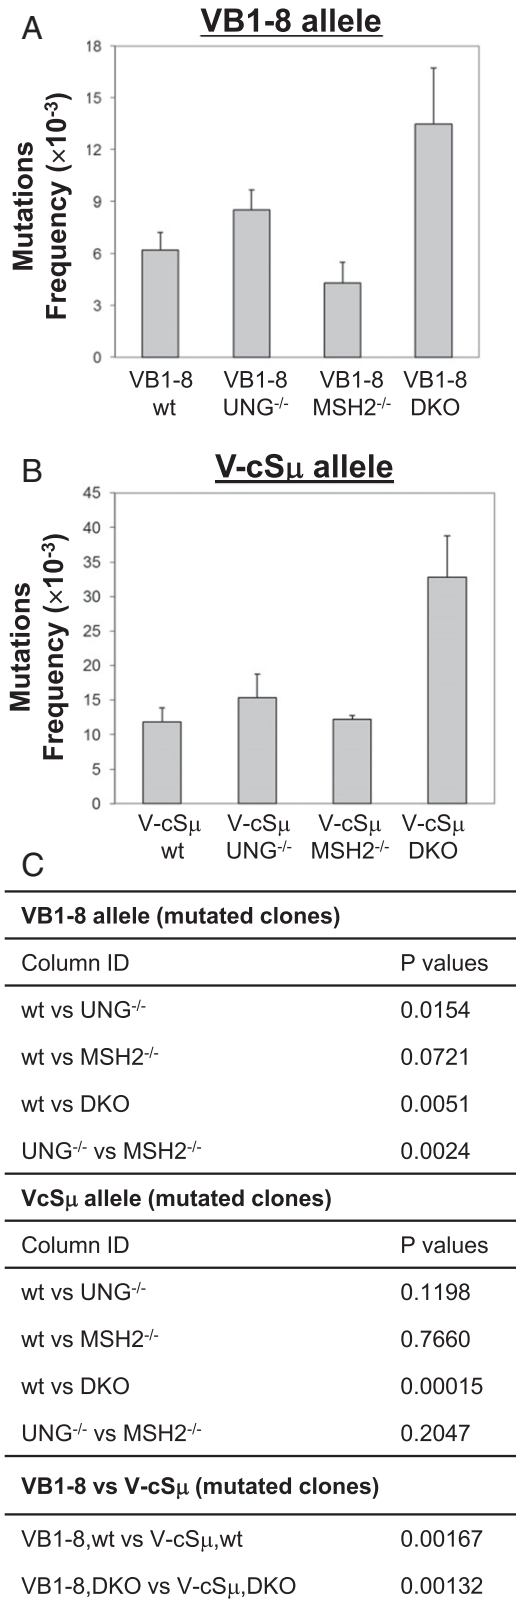 A
VB1-8 allele
Mutations
Frequency (×10-3)
18
15
12
9
6
3
0
VB1-8
wt
VB1-8
UNG-/-
VB1-8
MSH2-/-
VB1-8
DKO
B
V-cSµ allele
Mutations
Frequency (×10-3)
45
40
35
30
25
20
15
10
5
0
V-cSµ
wt
V-cSµ
UNG-/-
V-cSµ
MSH2-/-
V-cSµ
DKO
C
VB1-8 allele (mutated clones)
Column ID P values
wt vs UNG-/- 0.0154
wt vs MSH2-/- 0.0721
wt vs DKO 0.0051
UNG-/- vs MSH2-/- 0.0024
VcSµ allele (mutated clones)
Column ID P values
wt vs UNG-/- 0.1198
wt vs MSH2-/- 0.7660
wt vs DKO 0.00015
UNG-/- vs MSH2-/- 0.2047
VB1-8 vs V-cSµ (mutated clones)
VB1-8,wt vs V-cSµ,wt 0.00167
VB1-8,DKO vs V-cSµ,DKO 0.00132